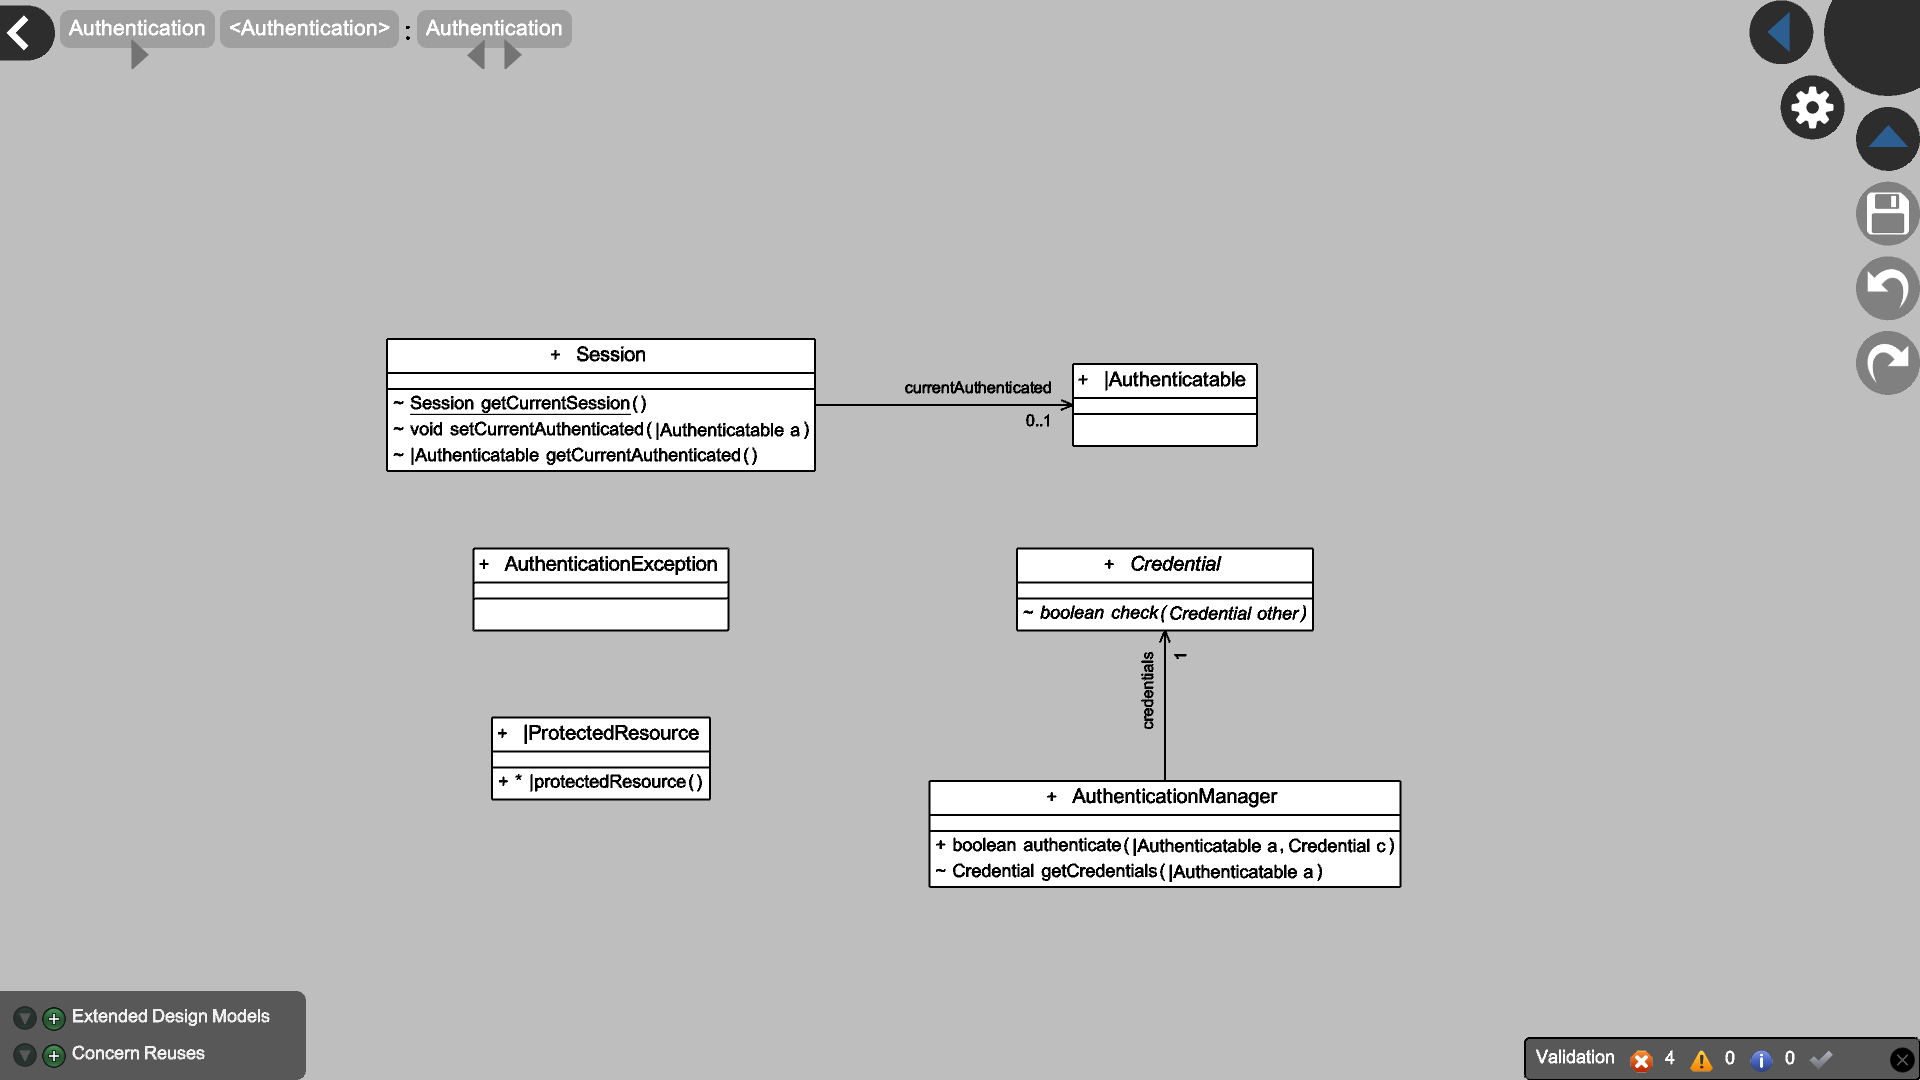 Authentication <Authentication> : Authentication
+ Session
~ Session getCurrentSession()
~ void setCurrentAuthenticated(|Authenticatable a)
~ |Authenticatable getCurrentAuthenticated()
currentAuthenticated
0..1
+ |Authenticatable
+ AuthenticationException
+ Credential
~ boolean check(Credential other)
credentials
1
+ |ProtectedResource
+ * |protectedResource()
+ AuthenticationManager
+ boolean authenticate(|Authenticatable a, Credential c)
~ Credential getCredentials(|Authenticatable a)
Extended Design Models
Concern Reuses
Validation 4 0 0